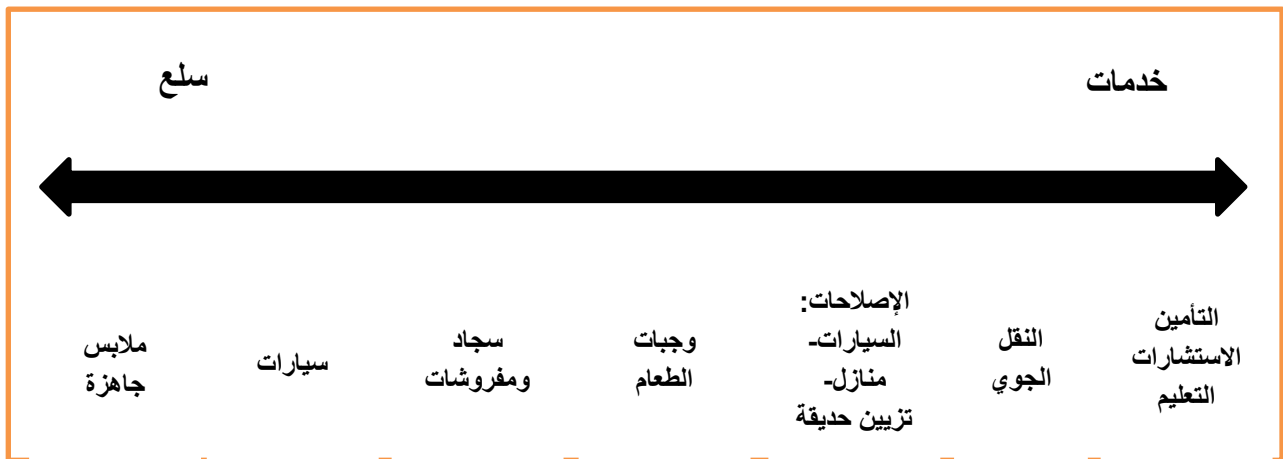 خدمات
سلع
التأمين
الاستشارات
التعليم
النقل
الجوي
الإصلاحات:
السيارات-
منازل-
تزيين حديقة
وجبات
الطعام
سجاد
ومفروشات
سيارات
ملابس
جاهزة